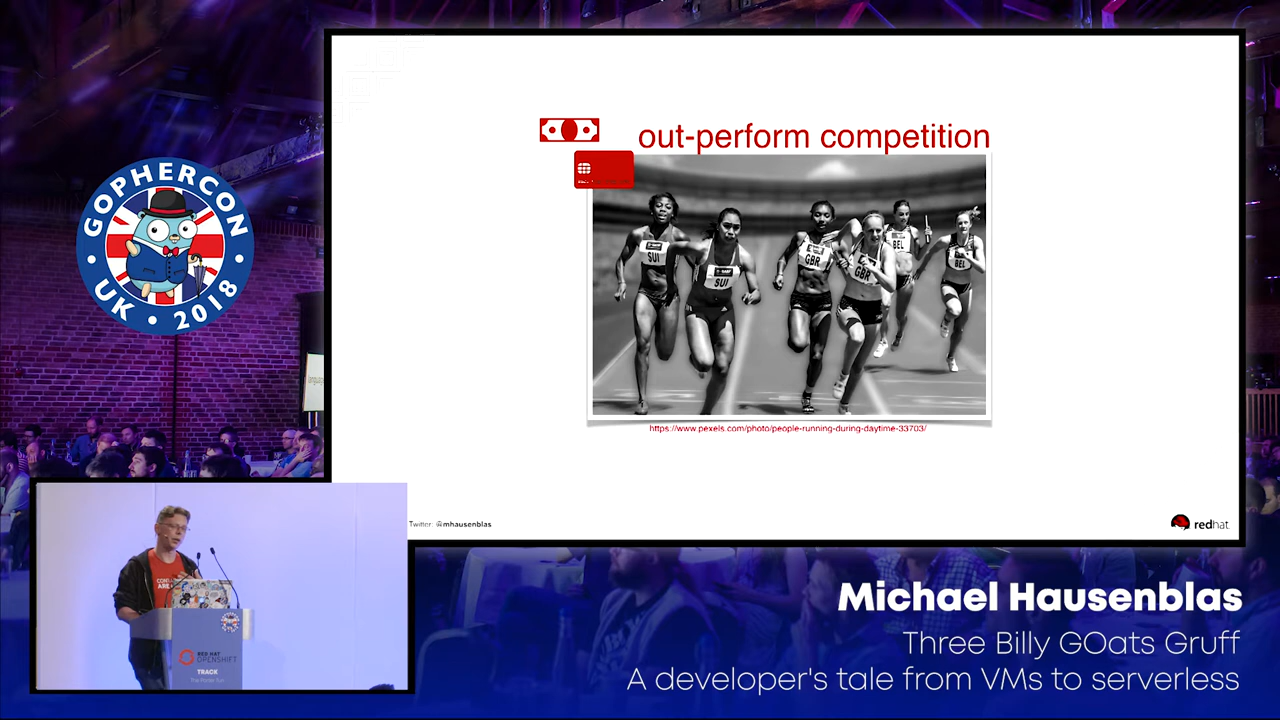 GOPHERCON
UK • 2018
out-perform competition
SUI
SUI
GBR
GBR
BEL
BEL
https://www.pexels.com/photo/people-running-during-daytime-33703/
Twitter: @mhausenblas
redhat
RED HAT
OPENSHIFT
TRACK
Michael Hausenblas
Three Billy GOats Gruff
A developer's tale from VMs to serverless